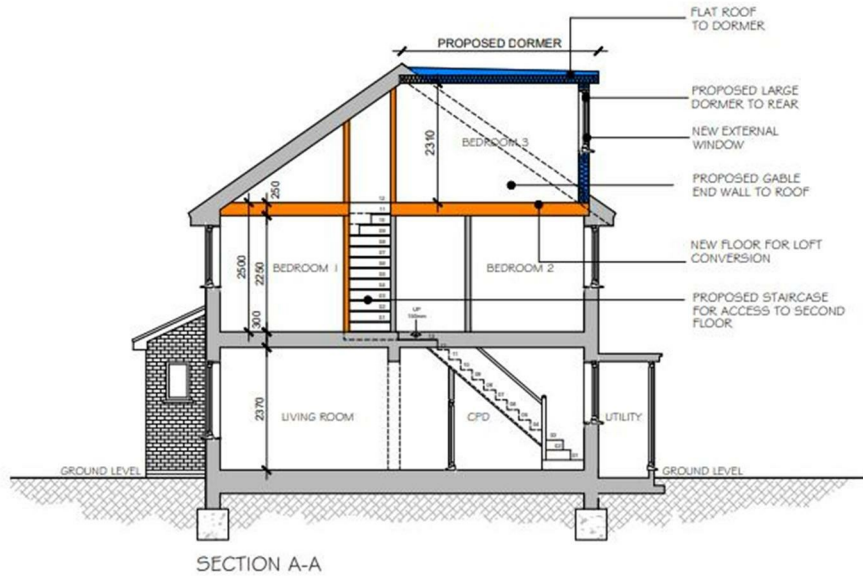 FLAT ROOF
TO DORMER
PROPOSED DORMER
PROPOSED LARGE
DORMER TO REAR
NEW EXTERNAL
WINDOW
BEDROOM 3
2310
PROPOSED GABLE
END WALL TO ROOF
250
NEW FLOOR FOR LOFT
CONVERSION
2500
2250
BEDROOM 1
BEDROOM 2
PROPOSED STAIRCASE
FOR ACCESS TO SECOND
FLOOR
300
UP
2370
LIVING ROOM
CPD
UTILITY
GROUND LEVEL
GROUND LEVEL
SECTION A-A